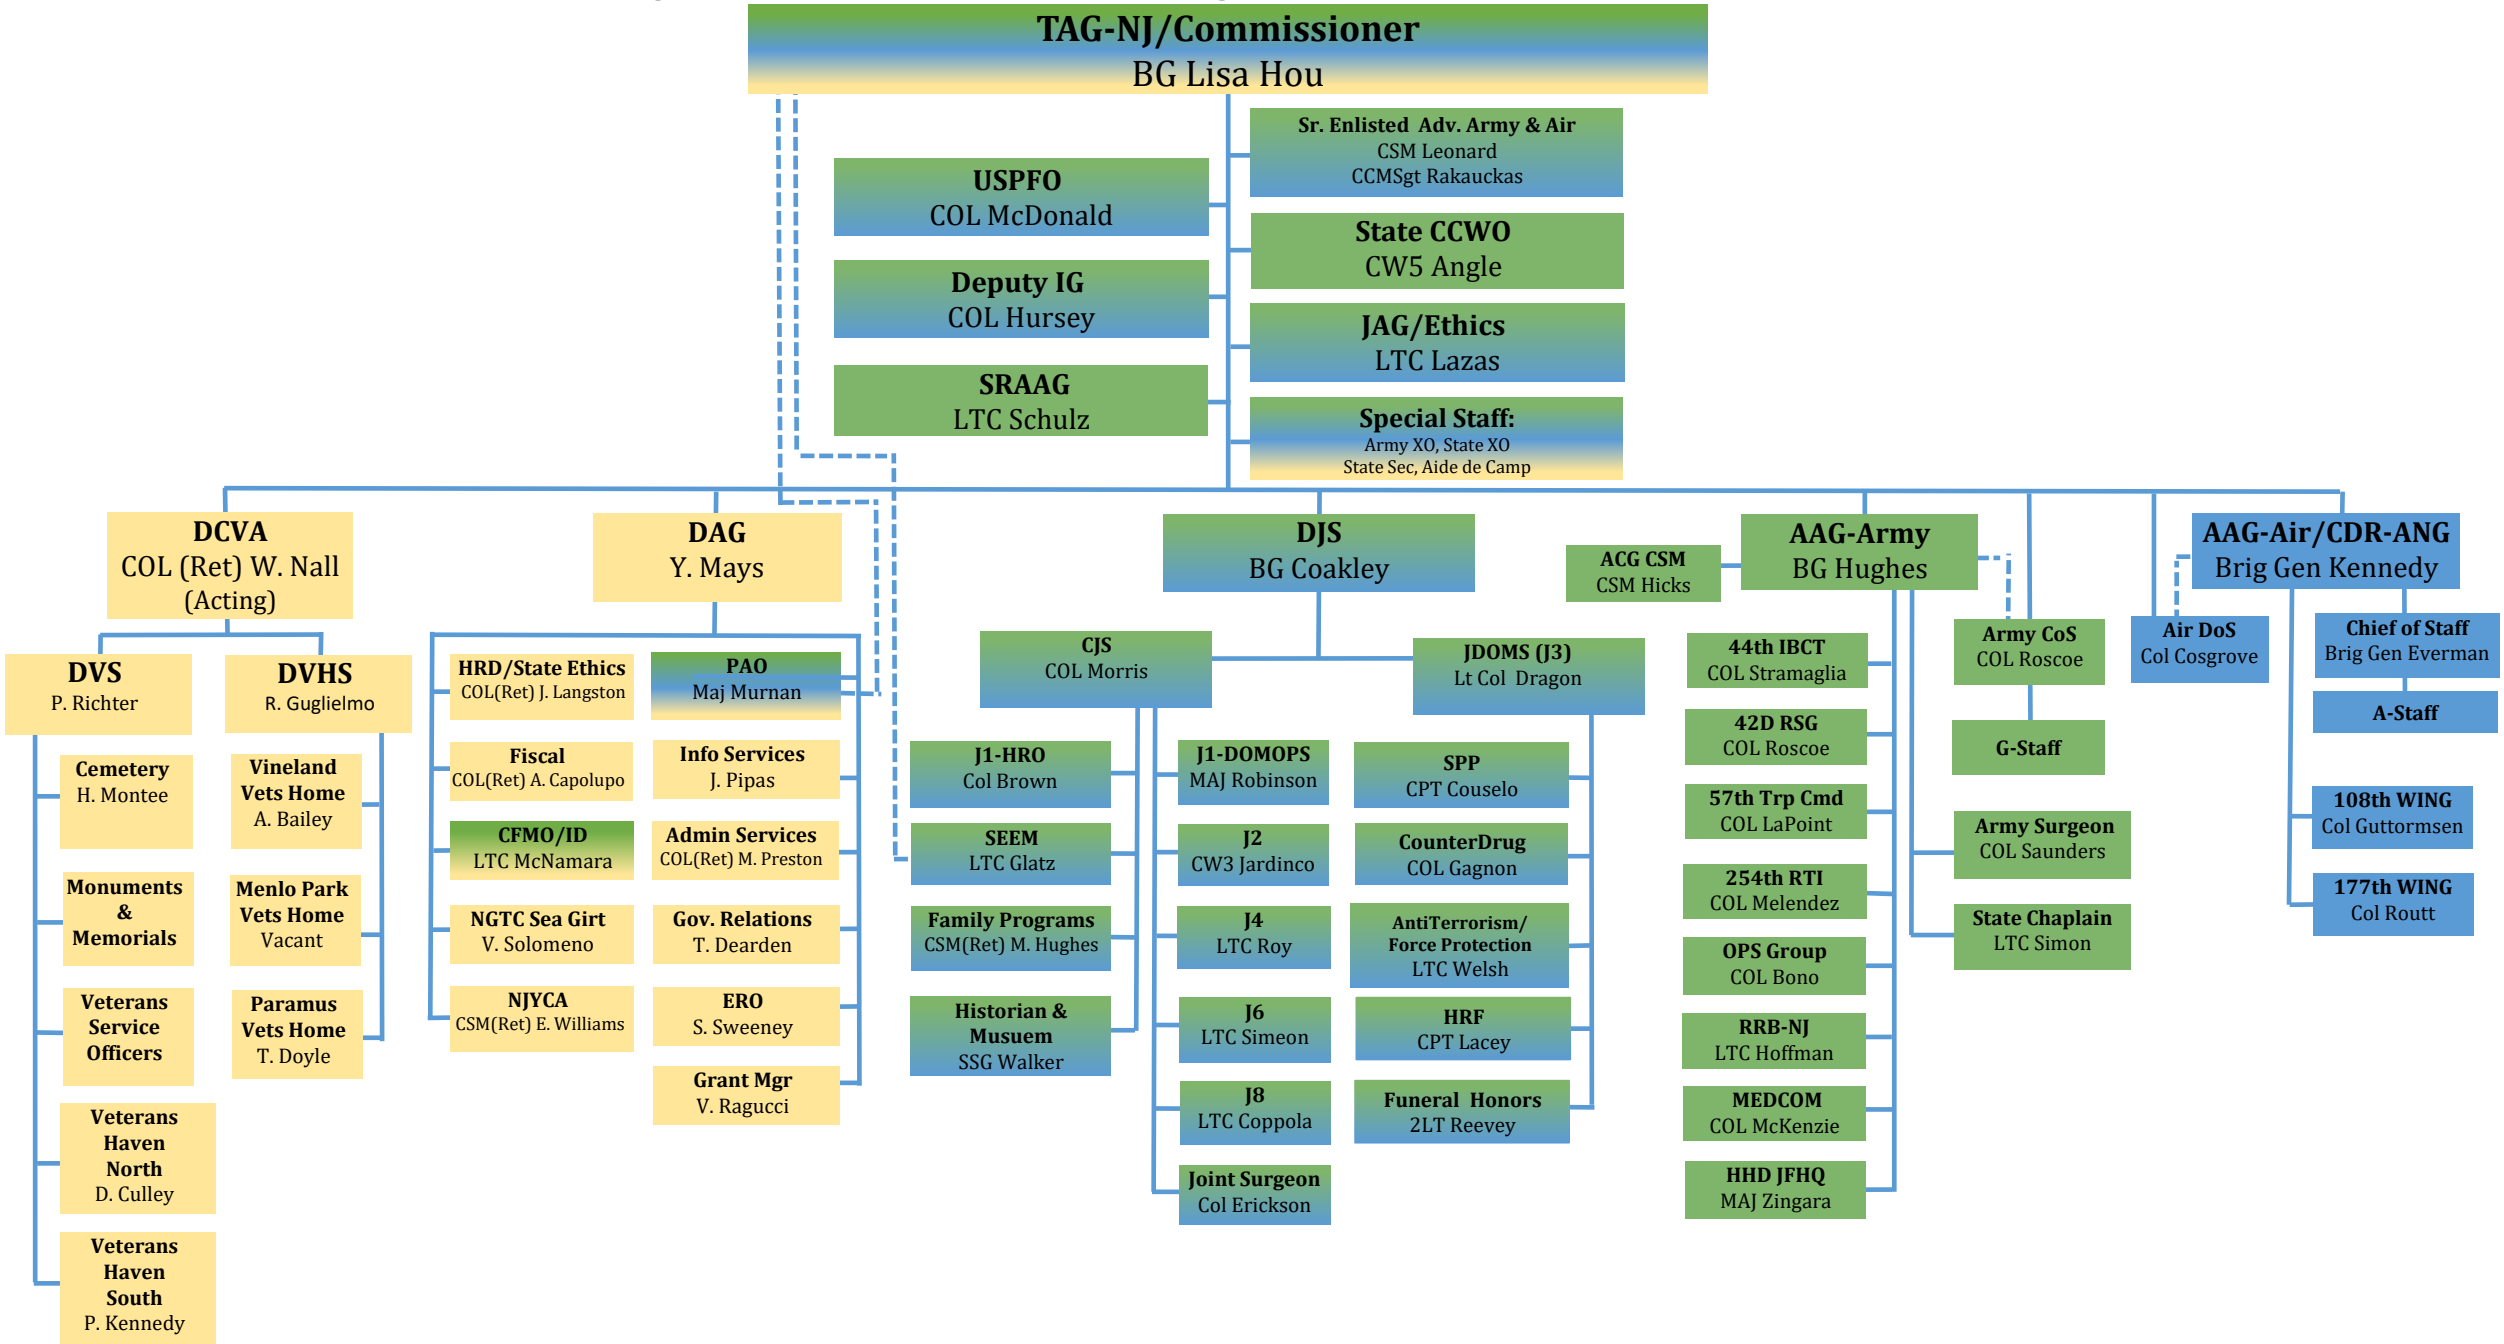 TAG-NJ/Commissioner
BG Lisa Hou
Sr. Enlisted Adv. Army & Air
CSM Leonard
CCMSgt Rakauckas
USPFO
COL McDonald
State CCWO
CW5 Angle
Deputy IG
COL Hursey
JAG/Ethics
LTC Lazas
SRAAG
LTC Schulz
Special Staff:
Army XO, State XO
State Sec, Aide de Camp
DCVA
COL (Ret) W. Nall
(Acting)
DAG
Y. Mays
DJS
BG Coakley
ACG CSM
CSM Hicks
AAG-Army
BG Hughes
AAG-Air/CDR-ANG
Brig Gen Kennedy
DVS
P. Richter
DVHS
R. Guglielmo
Cemetery
H. Montee
Monuments
&
Memorials
Veterans
Service
Officers
Veterans
Haven
North
D. Culley
Veterans
Haven
South
P. Kennedy
Vineland
Vets Home
A. Bailey
Menlo Park
Vets Home
Vacant
Paramus
Vets Home
T. Doyle
HRD/State Ethics
COL(Ret) J. Langston
Fiscal
COL(Ret) A. Capolupo
CFMO/ID
LTC McNamara
NGTC Sea Girt
V. Solomeno
NJYCA
CSM(Ret) E. Williams
PAO
Maj Murnan
Info Services
J. Pipas
Admin Services
COL(Ret) M. Preston
Gov. Relations
T. Dearden
ERO
S. Sweeney
Grant Mgr
V. Ragucci
CJS
COL Morris
JDOMS (J3)
Lt Col Dragon
J1-HRO
Col Brown
SEEM
LTC Glatz
Family Programs
CSM(Ret) M. Hughes
Historian &
Musuem
SSG Walker
J1-DOMOPS
MAJ Robinson
J2
CW3 Jardinco
J4
LTC Roy
J6
LTC Simeon
J8
LTC Coppola
Joint Surgeon
Col Erickson
SPP
CPT Couselo
CounterDrug
COL Gagnon
AntiTerrorism/
Force Protection
LTC Welsh
HRF
CPT Lacey
Funeral Honors
2LT Reevey
44th IBCT
COL Stramaglia
42D RSG
COL Roscoe
57th Trp Cmd
COL LaPoint
254th RTI
COL Melendez
OPS Group
COL Bono
RRB-NJ
LTC Hoffman
MEDCOM
COL McKenzie
HHD JFHQ
MAJ Zingara
Army CoS
COL Roscoe
G-Staff
Army Surgeon
COL Saunders
State Chaplain
LTC Simon
Air DoS
Col Cosgrove
Chief of Staff
Brig Gen Everman
A-Staff
108th WING
Col Guttormsen
177th WING
Col Routt